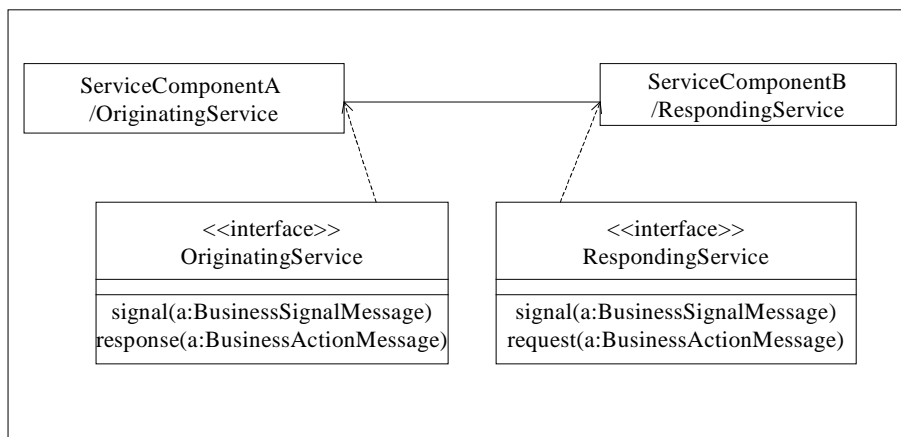 ServiceComponentA
/OriginatingService
ServiceComponentB
/RespondingService
<<interface>>
OriginatingService
signal(a:BusinessSignalMessage)
response(a:BusinessActionMessage)
<<interface>>
RespondingService
signal(a:BusinessSignalMessage)
request(a:BusinessActionMessage)